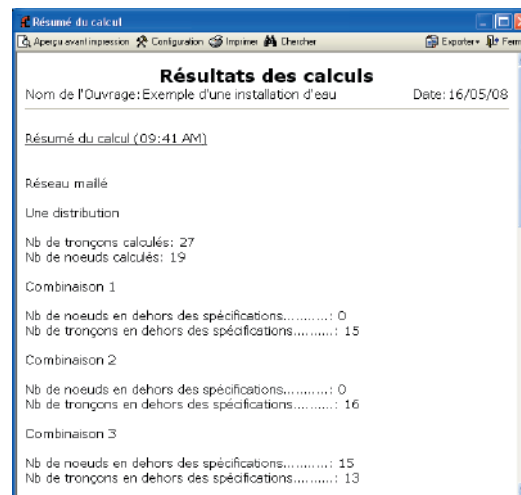 Résumé du calcul
Aperçu avant impression Configuration Imprimer Chercher Exporter Ferm
Résultats des calculs
Nom de l'Ouvrage: Exemple d'une installation d'eau Date: 16/05/08
Résumé du calcul (09:41 AM)
Réseau maillé
Une distribution
Nb de tronçons calculés: 27
Nb de noeuds calculés: 19
Combinaison 1
Nb de noeuds en dehors des spécifications...........: 0
Nb de tronçons en dehors des spécifications.........: 15
Combinaison 2
Nb de noeuds en dehors des spécifications...........: 0
Nb de tronçons en dehors des spécifications.........: 16
Combinaison 3
Nb de noeuds en dehors des spécifications...........: 15
Nb de tronçons en dehors des spécifications.........: 13